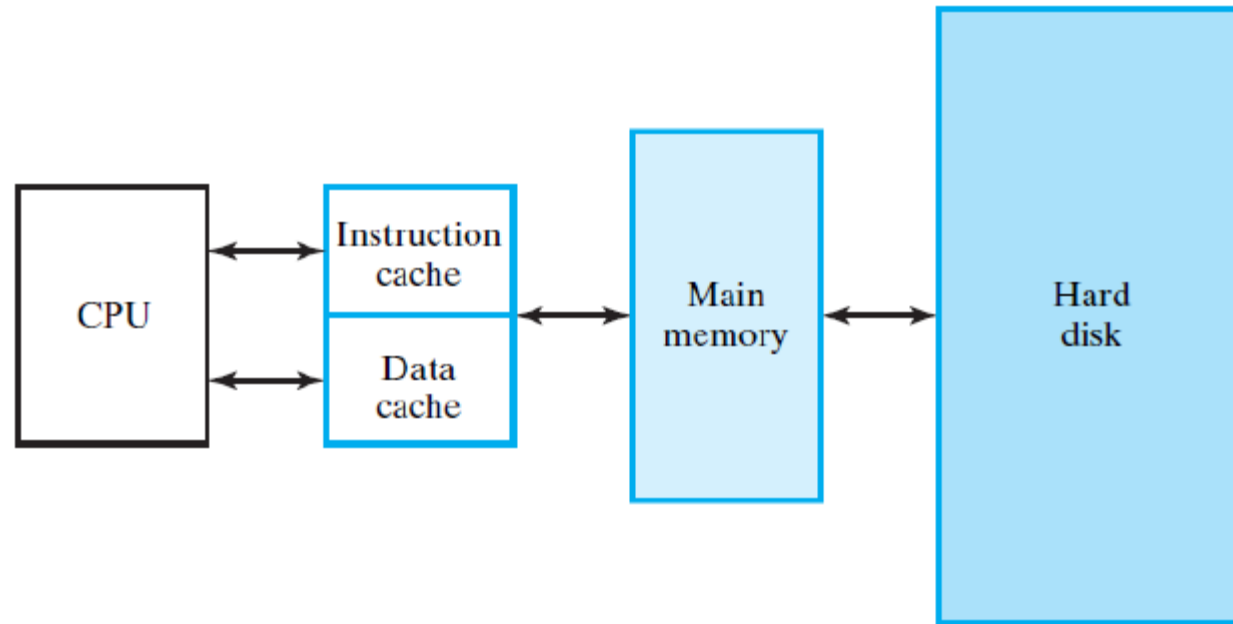 CPU
Instruction
cache
Data
cache
Main
memory
Hard
disk